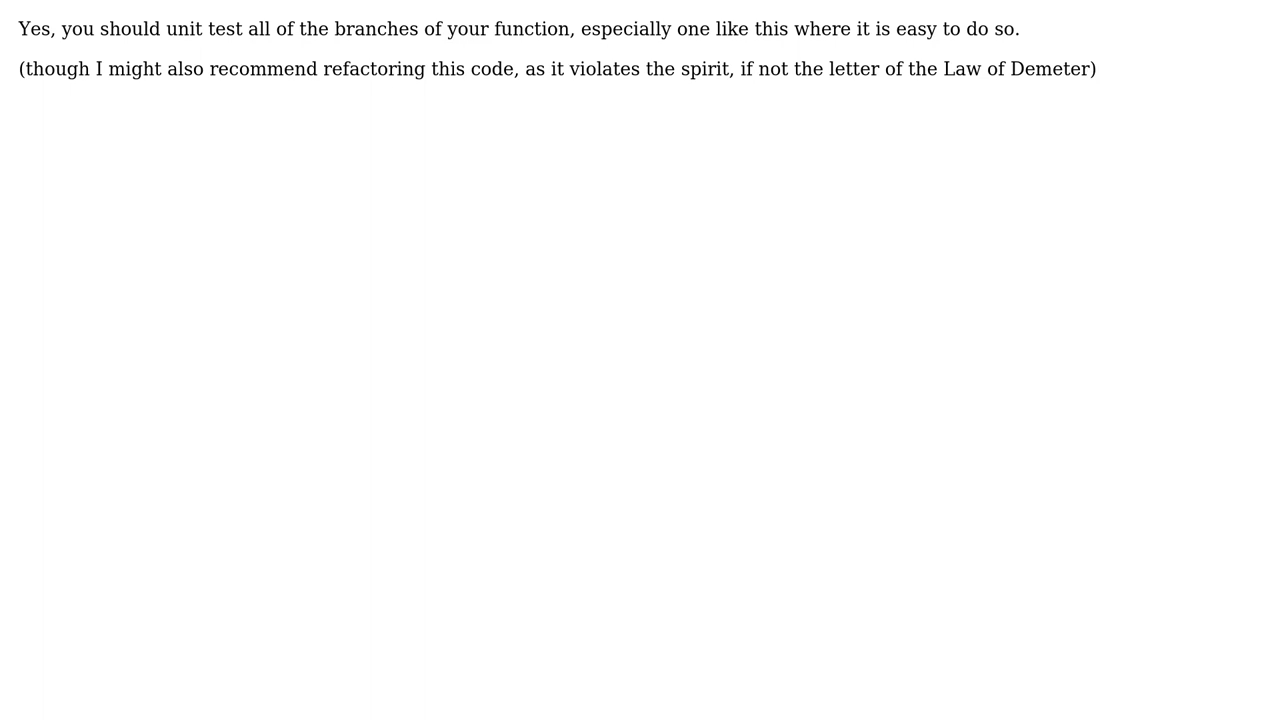 Yes, you should unit test all of the branches of your function, especially one like this where it is easy to do so.
(though I might also recommend refactoring this code, as it violates the spirit, if not the letter of the Law of Demeter)